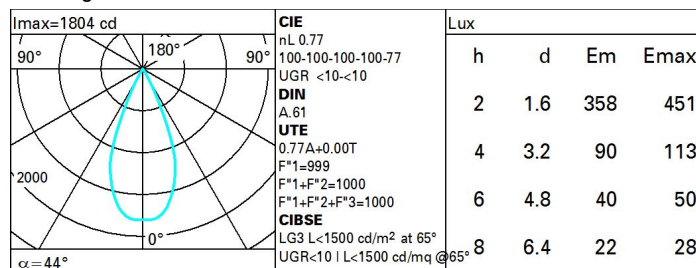 Imax=1804 cd
90°
180°
90°
2000
0°
α=44°
CIE
nL 0.77
100-100-100-100-77
UGR <10-<10
DIN
A.61
UTE
0.77A+0.00T
F"1=999
F"1+F"2=1000
F"1+F"2+F"3=1000
CIBSE
LG3 L<1500 cd/m² at 65°
UGR<10 | L<1500 cd/mq @65°
Lux
h d Em Emax
2 1.6 358 451
4 3.2 90 113
6 4.8 40 50
8 6.4 22 28